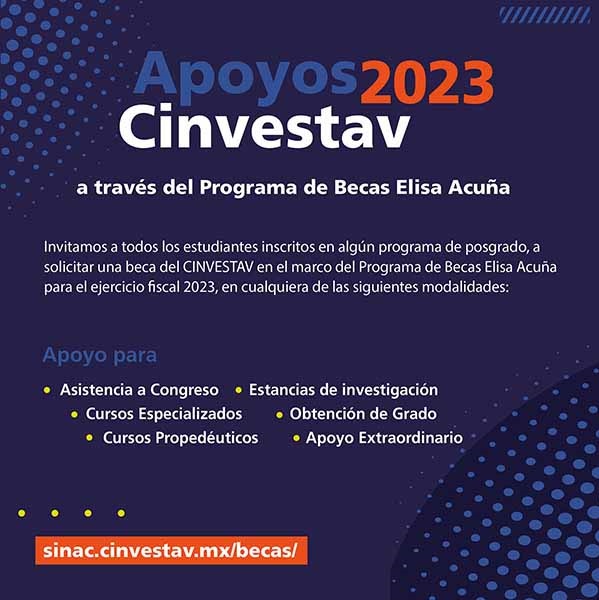 Apoyos 2023
Cinvestav
a través del Programa de Becas Elisa Acuña
Invitamos a todos los estudiantes inscritos en algún programa de posgrado, a
solicitar una beca del CINVESTAV en el marco del Programa de Becas Elisa Acuña
para el ejercicio fiscal 2023, en cualquiera de las siguientes modalidades:
Apoyo para
• Asistencia a Congreso • Estancias de investigación
• Cursos Especializados • Obtención de Grado
• Cursos Propedéuticos • Apoyo Extraordinario
sinac.cinvestav.mx/becas/